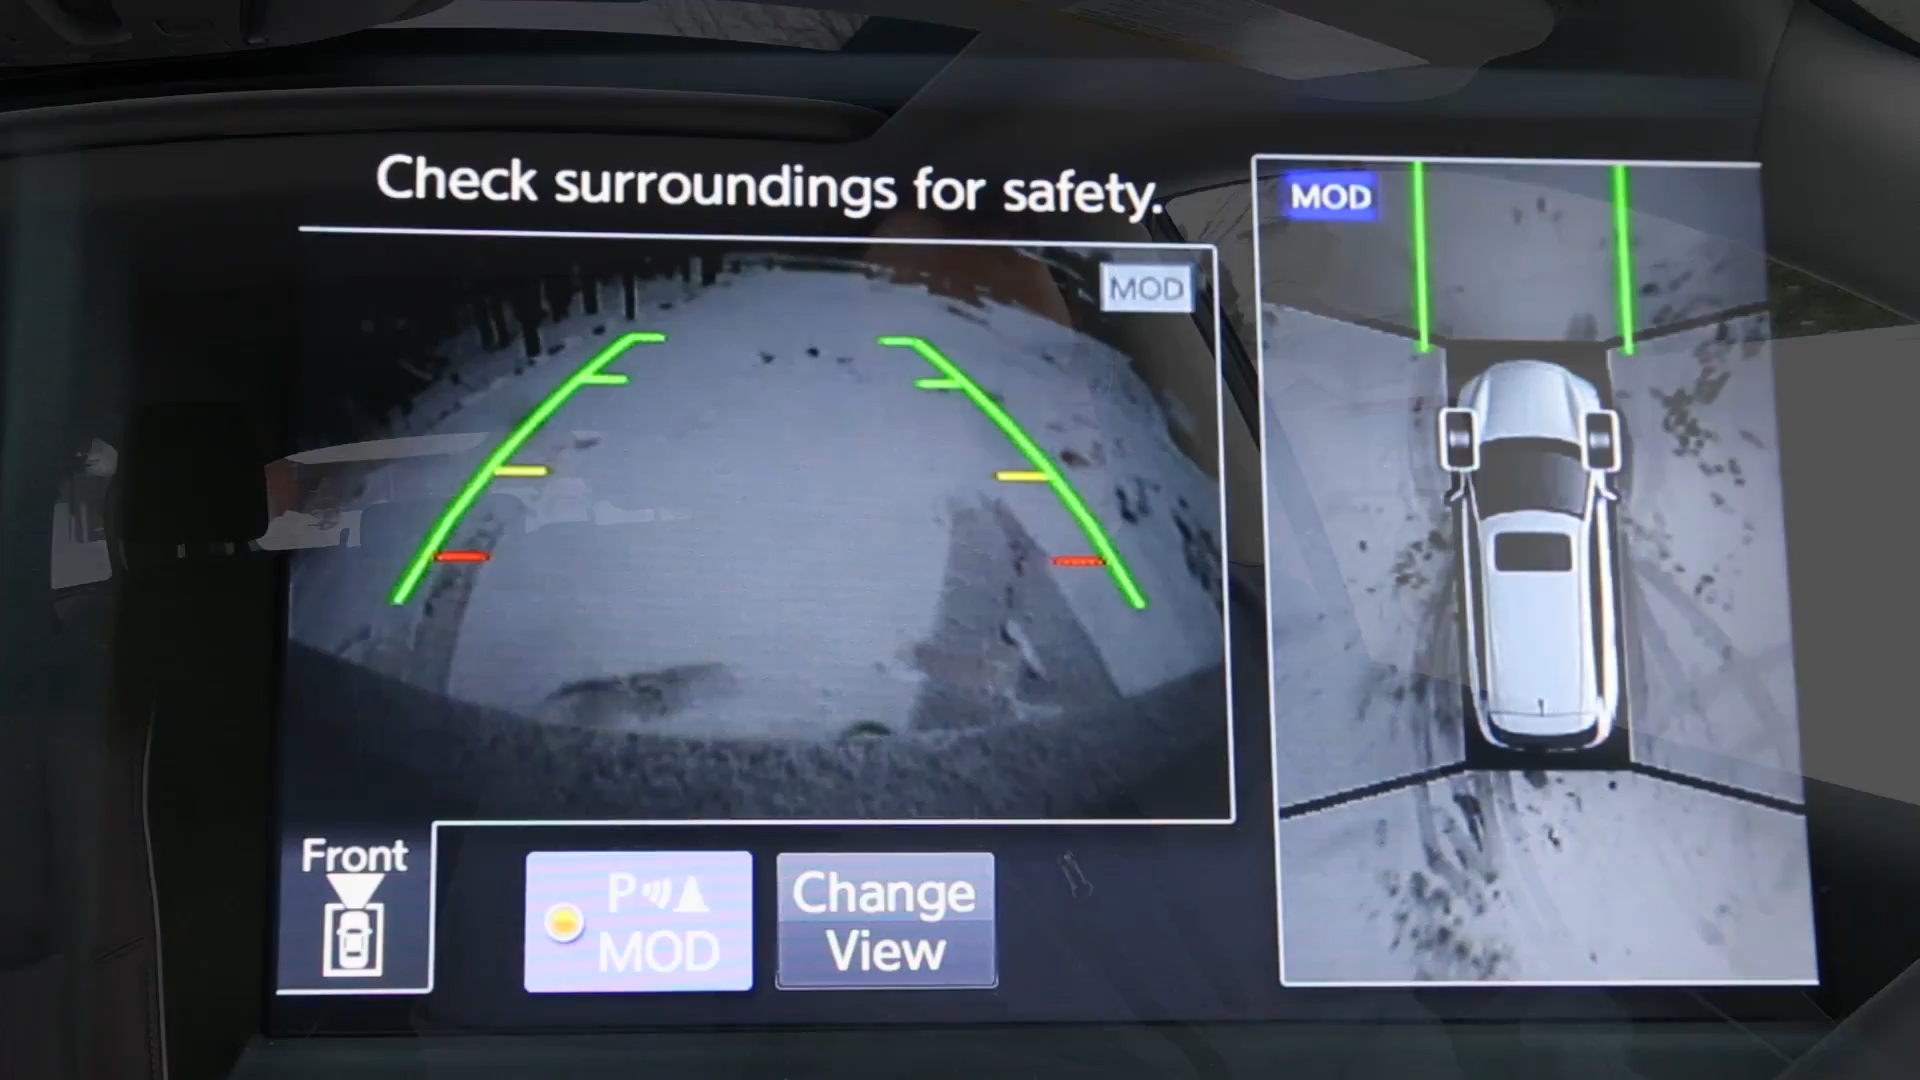 Check surroundings for safety.
MOD
MOD
Front
P
MOD
Change
View